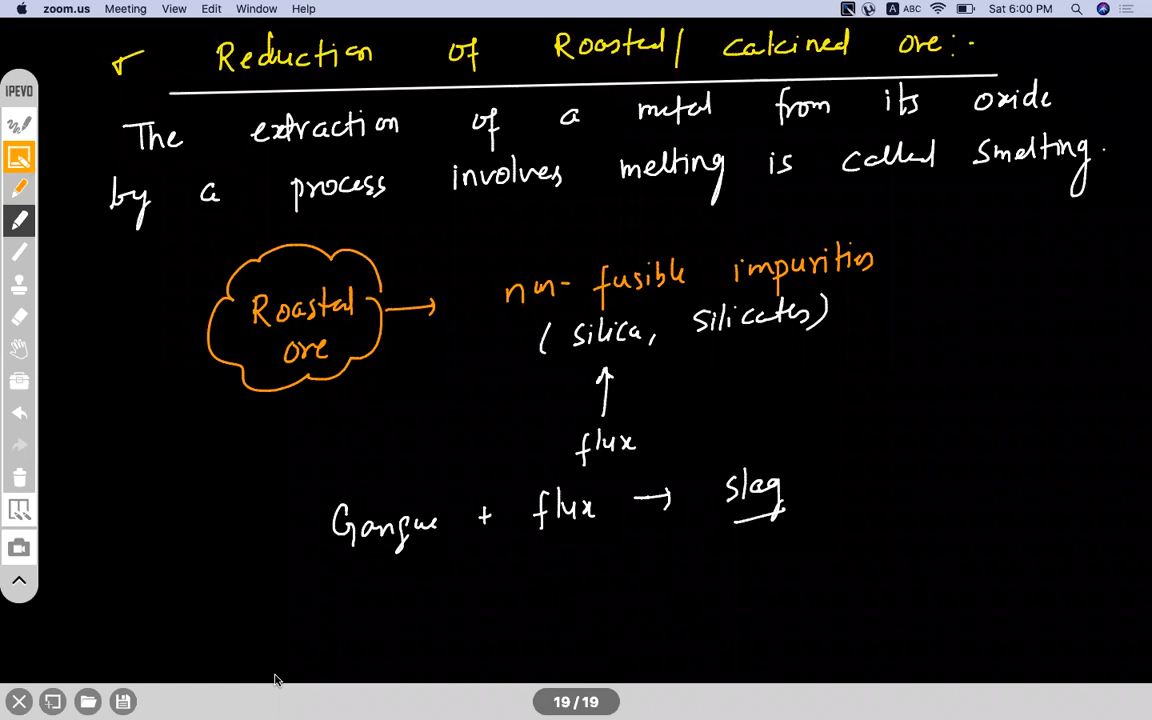 zoom.us Meeting View Edit Window Help A ABC Sat 6:00 PM
✓ Reduction of Roasted/ calcined ore:-
IPEVO
The extraction of a metal from its oxide
by a process involves melting is called smelting.
Roasted ore → non-fusible impurities
(silica, silicates)
↑
flux
Gangue + flux → slag
19 / 19